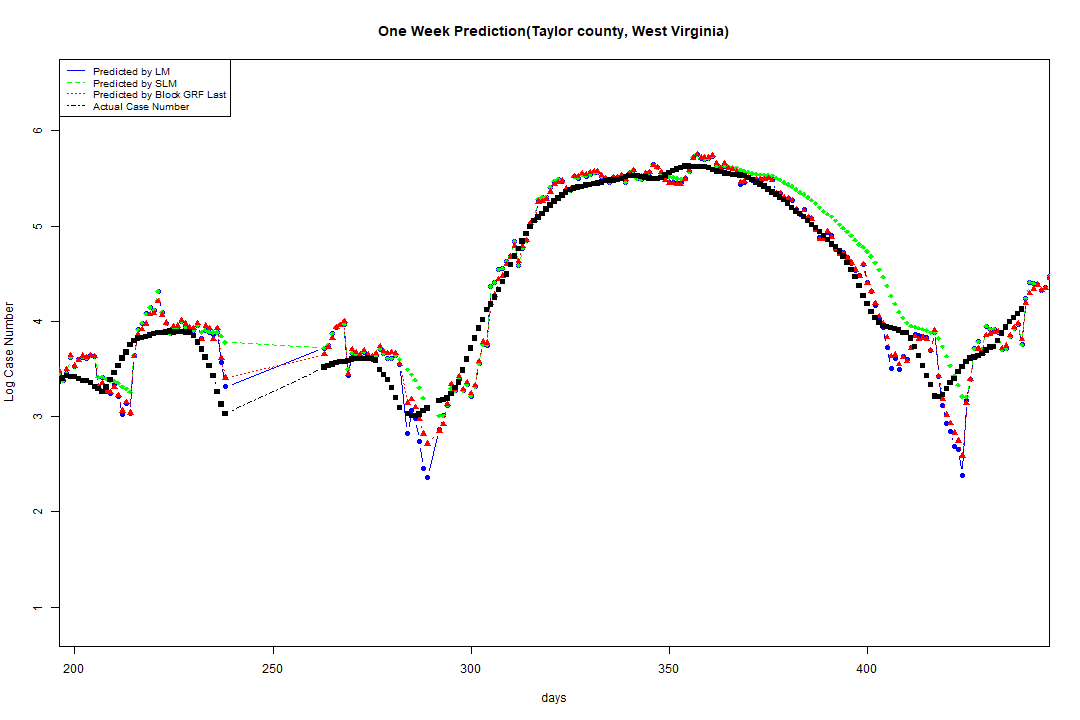 One Week Prediction(Taylor county, West Virginia)
Predicted by LM
Predicted by SLM
Predicted by Block GRF Last
Actual Case Number
6
5
4
3
2
1
Log Case Number
200 250 300 350 400
days